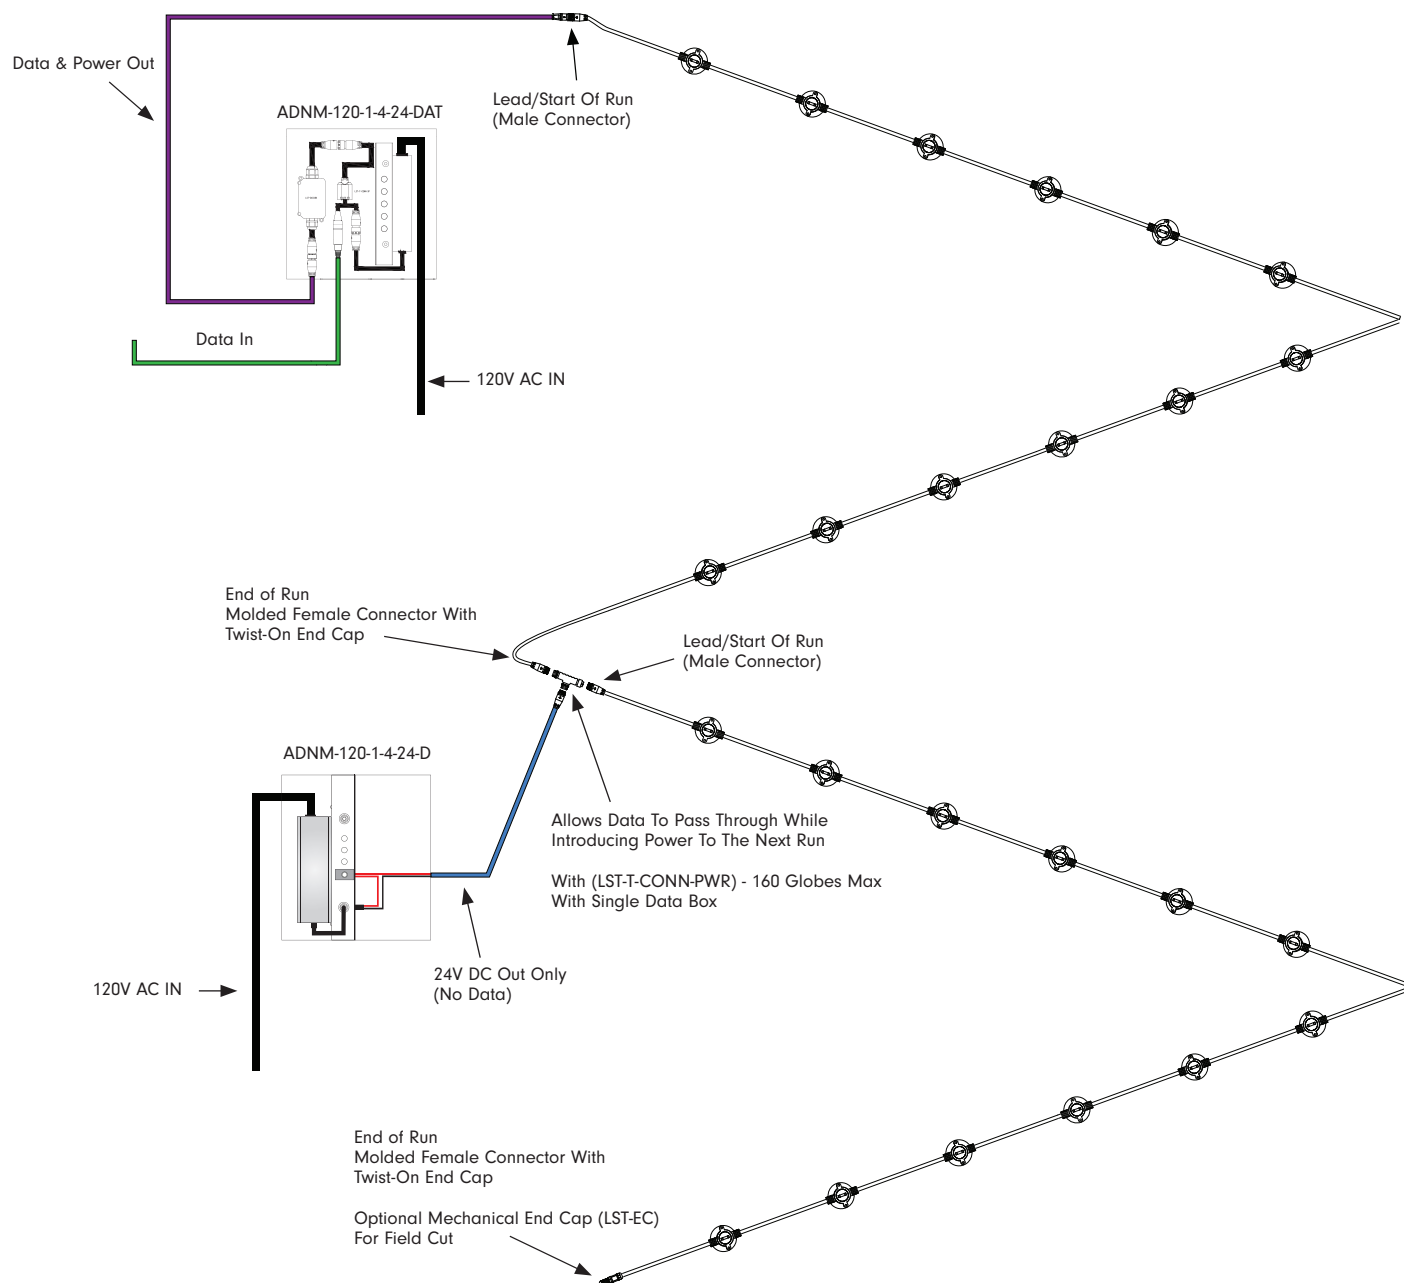 Data & Power Out
ADNM-120-1-4-24-DAT
Lead/Start Of Run
(Male Connector)
Data In
120V AC IN
End of Run
Molded Female Connector With
Twist-On End Cap
Lead/Start Of Run
(Male Connector)
ADNM-120-1-4-24-D
Allows Data To Pass Through While
Introducing Power To The Next Run
With (LST-T-CONN-PWR) - 160 Globes Max
With Single Data Box
24V DC Out Only
(No Data)
120V AC IN
End of Run
Molded Female Connector With
Twist-On End Cap
Optional Mechanical End Cap (LST-EC)
For Field Cut